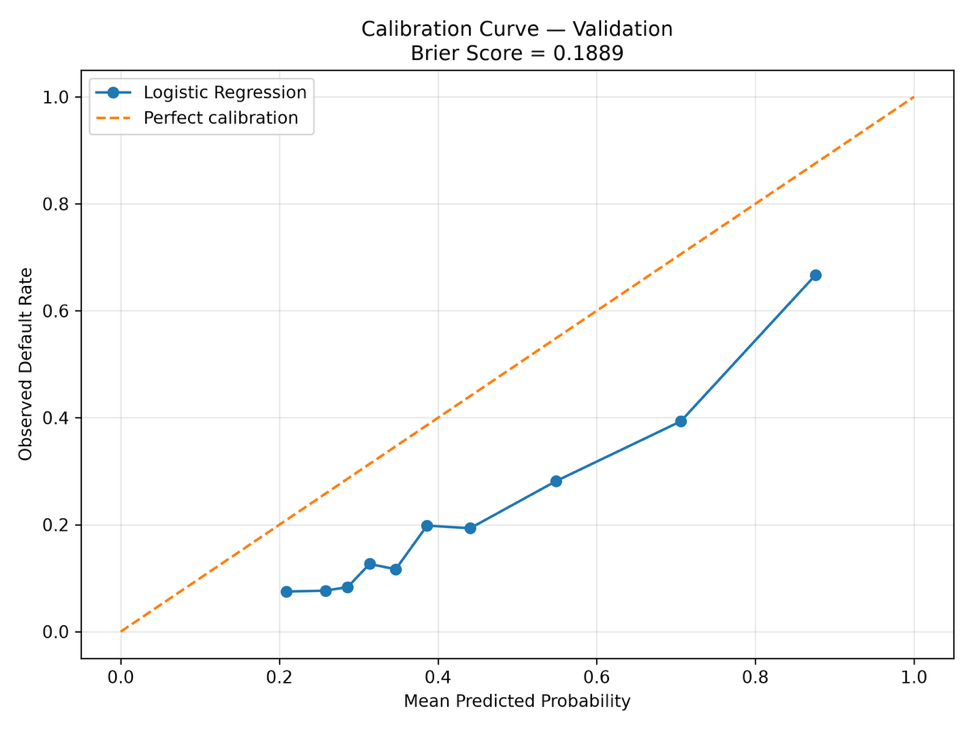 Calibration Curve — Validation
Brier Score = 0.1889
Logistic Regression
Perfect calibration
1.0
0.8
0.6
0.4
0.2
0.0
Observed Default Rate
0.0 0.2 0.4 0.6 0.8 1.0
Mean Predicted Probability